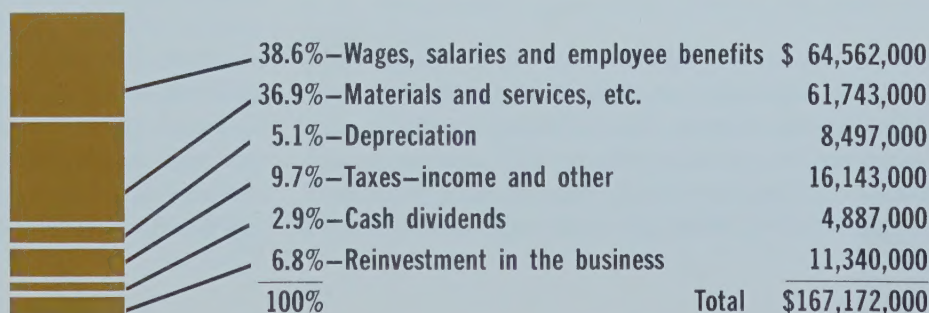 38.6%–Wages, salaries and employee benefits $ 64,562,000
36.9%–Materials and services, etc. 61,743,000
5.1%–Depreciation 8,497,000
9.7%–Taxes–income and other 16,143,000
2.9%–Cash dividends 4,887,000
6.8%–Reinvestment in the business 11,340,000
100% Total $167,172,000